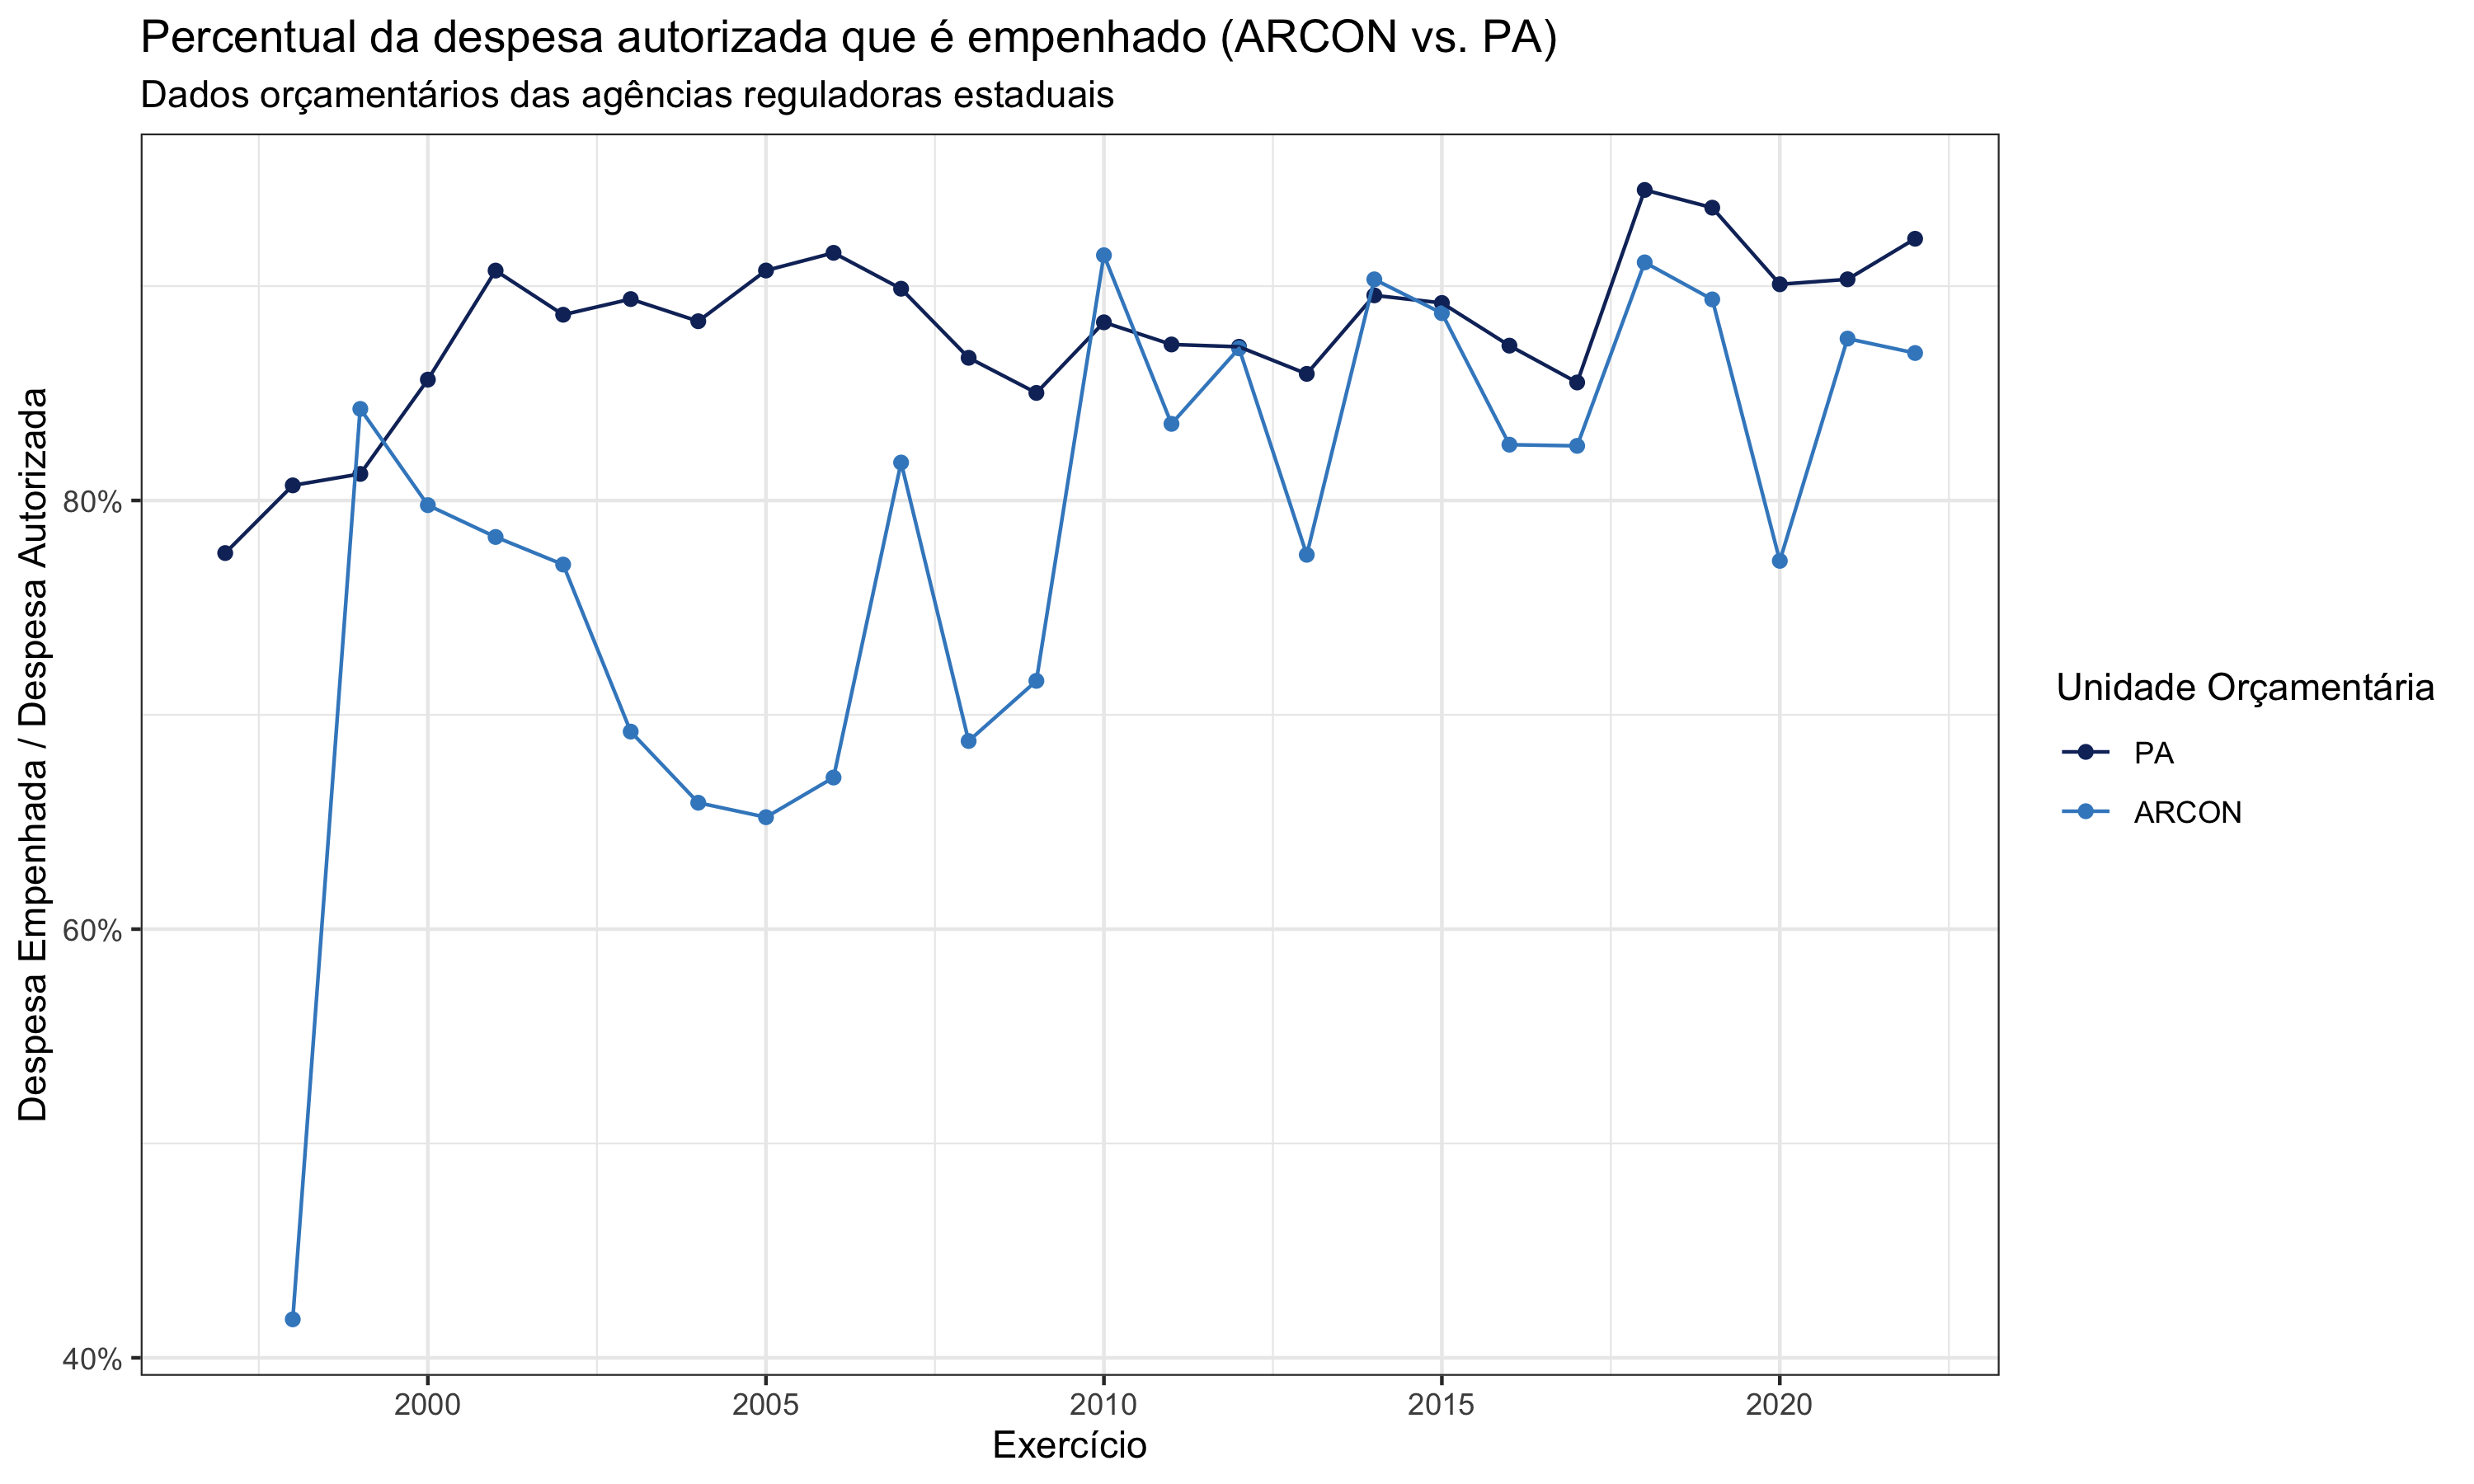 Percentual da despesa autorizada que é empenhado (ARCON vs. PA)
Dados orçamentários das agências reguladoras estaduais
Despesa Empenhada / Despesa Autorizada
80%
60%
40%
2000
2005
2010
2015
2020
Exercício
Unidade Orçamentária
PA
ARCON